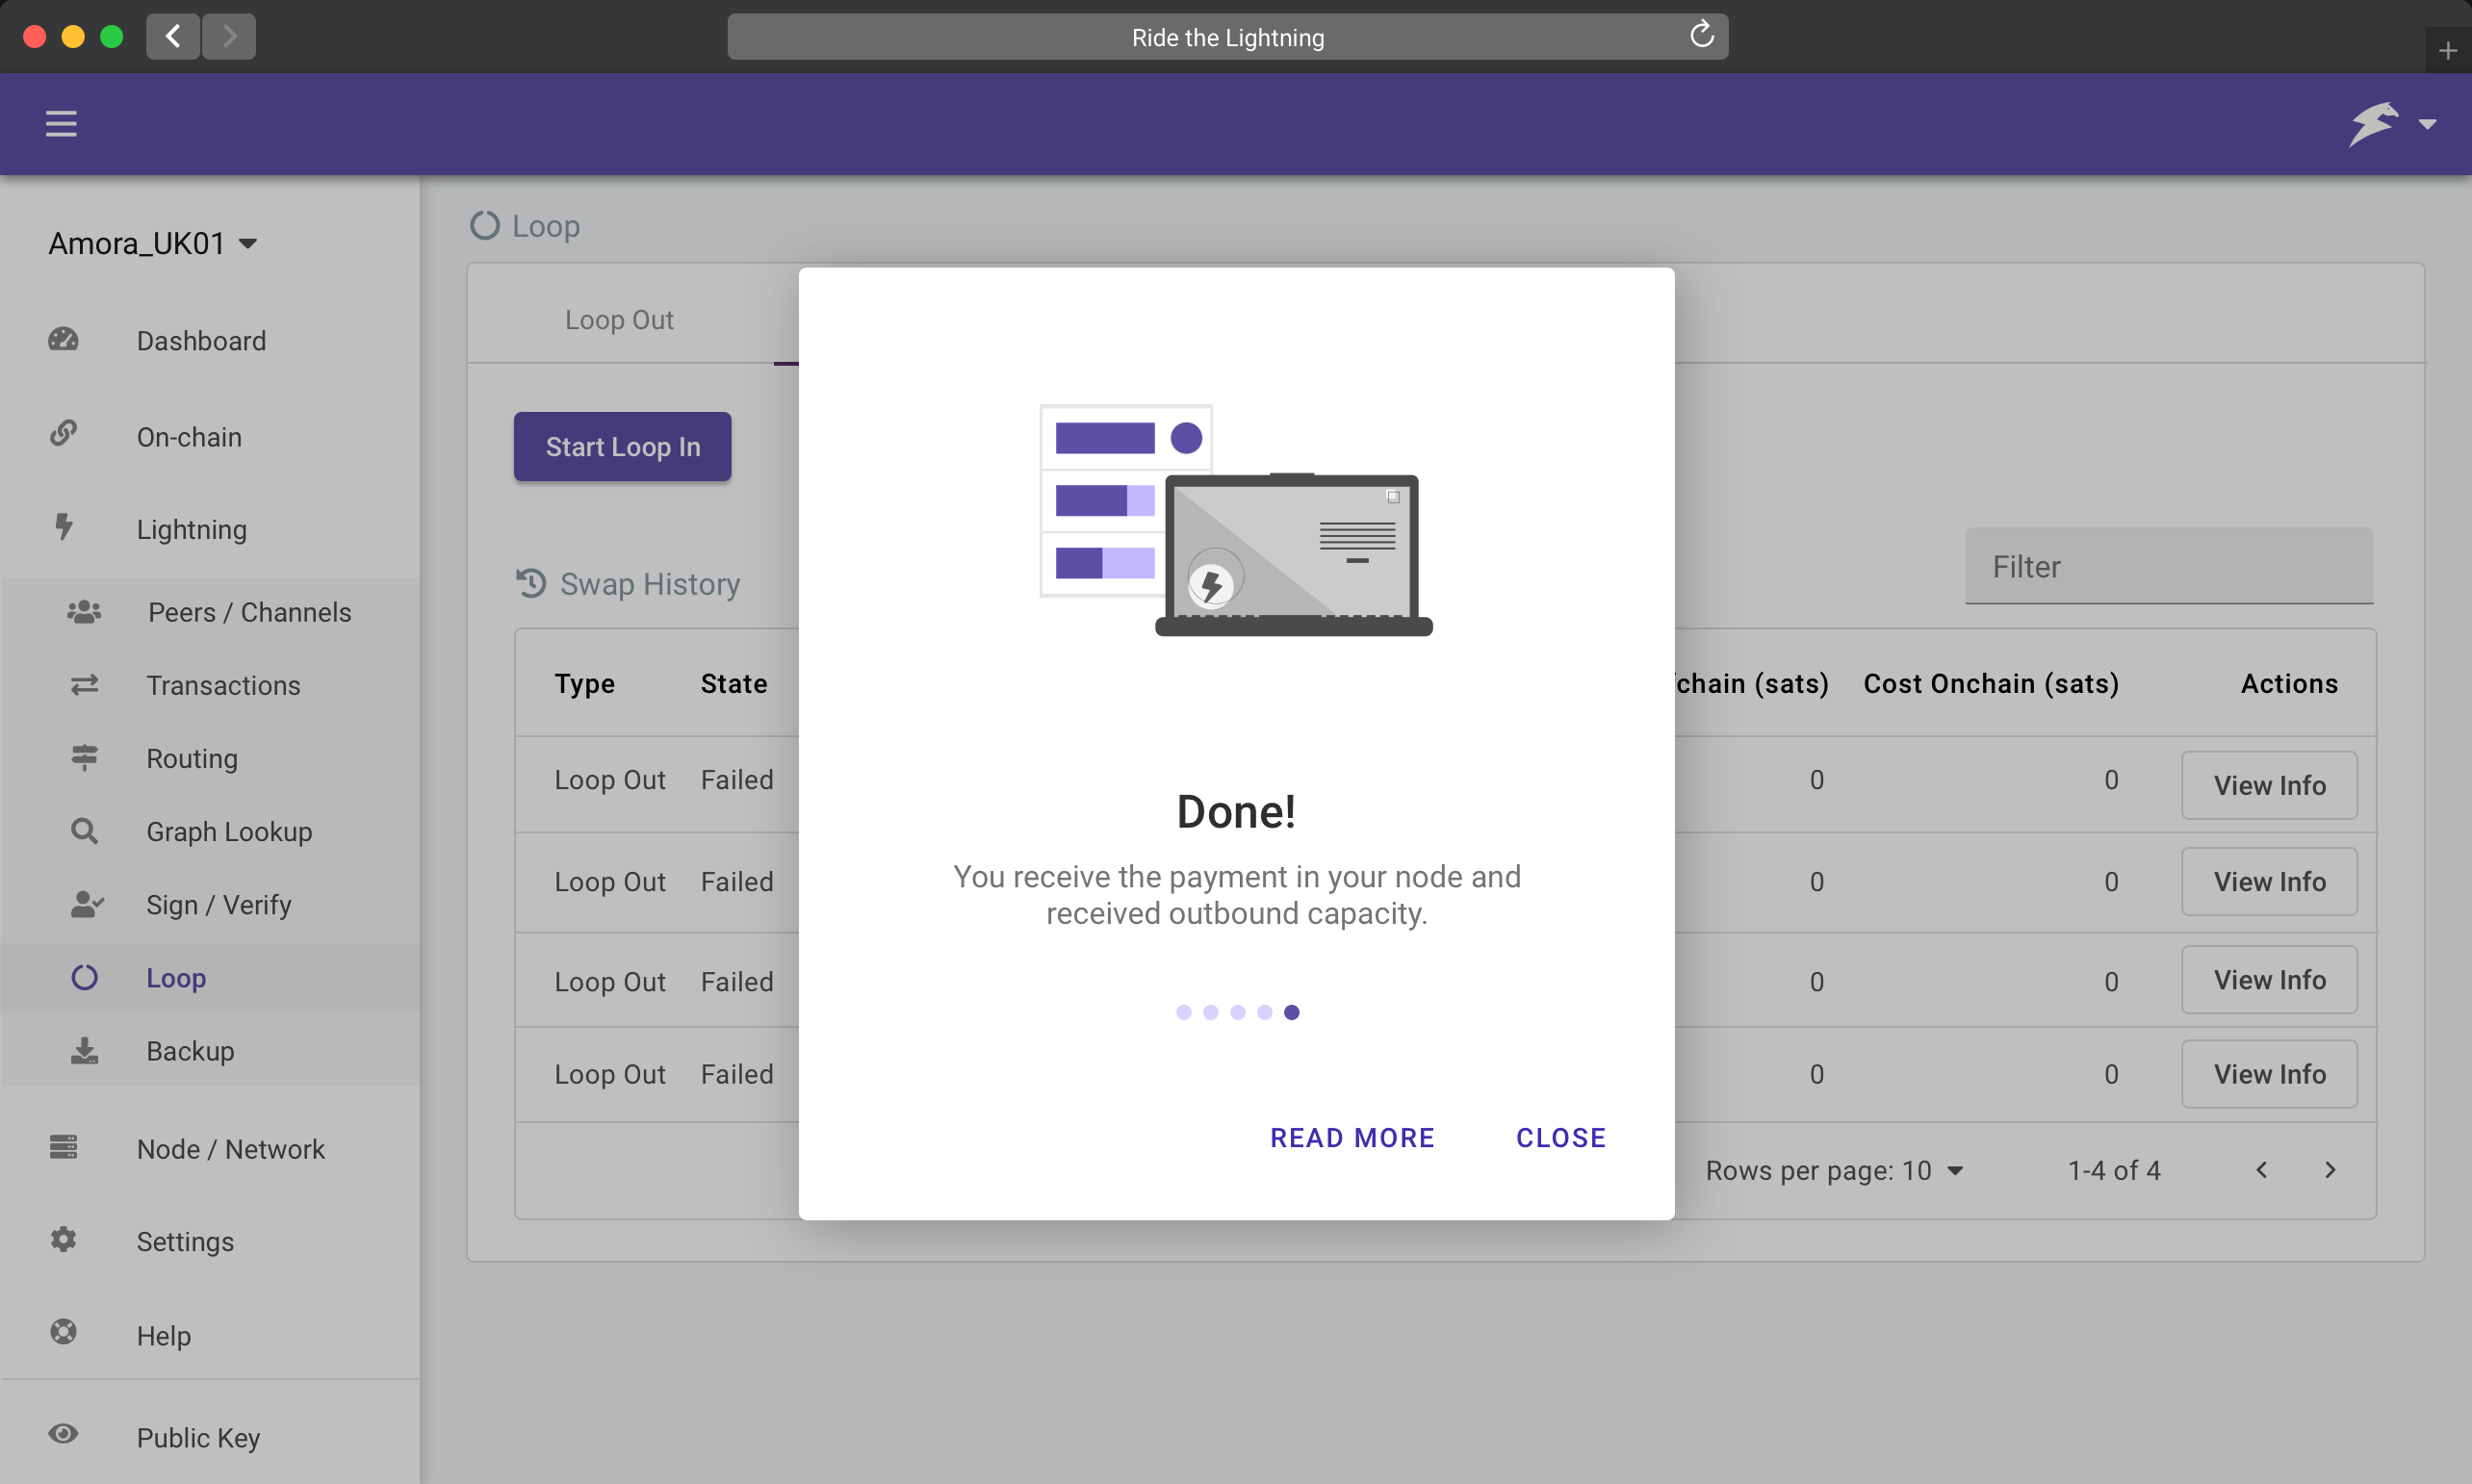 Ride the Lightning
Amora_UK01
Dashboard
On-chain
Lightning
Peers / Channels
Transactions
Routing
Graph Lookup
Sign / Verify
Loop
Backup
Node / Network
Settings
Help
Public Key
Loop
Loop Out
Start Loop In
Swap History
Filter
Type State chain (sats) Cost Onchain (sats) Actions
Loop Out Failed 0 0 View Info
Loop Out Failed 0 0 View Info
Loop Out Failed 0 0 View Info
Loop Out Failed 0 0 View Info
Rows per page: 10 1-4 of 4
Done!
You receive the payment in your node and
received outbound capacity.
READ MORE CLOSE